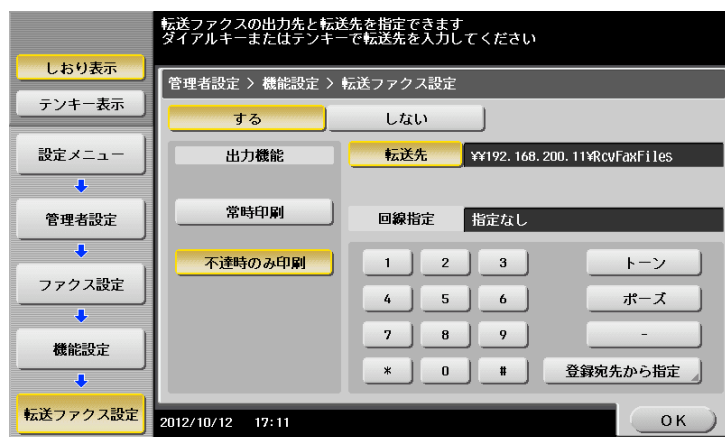 転送ファクスの出力先と転送先を指定できます
ダイアルキーまたはテンキーで転送先を入力してください
しおり表示
テンキー表示
設定メニュー
管理者設定
ファクス設定
機能設定
転送ファクス設定
管理者設定 > 機能設定 > 転送ファクス設定
する
しない
出力機能
常時印刷
不達時のみ印刷
転送先
¥¥192.168.200.11¥RcvFaxFiles
回線指定
指定なし
1 2 3 トーン
4 5 6 ポーズ
7 8 9 -
* 0 # 登録宛先から指定
2012/10/12 17:11
OK